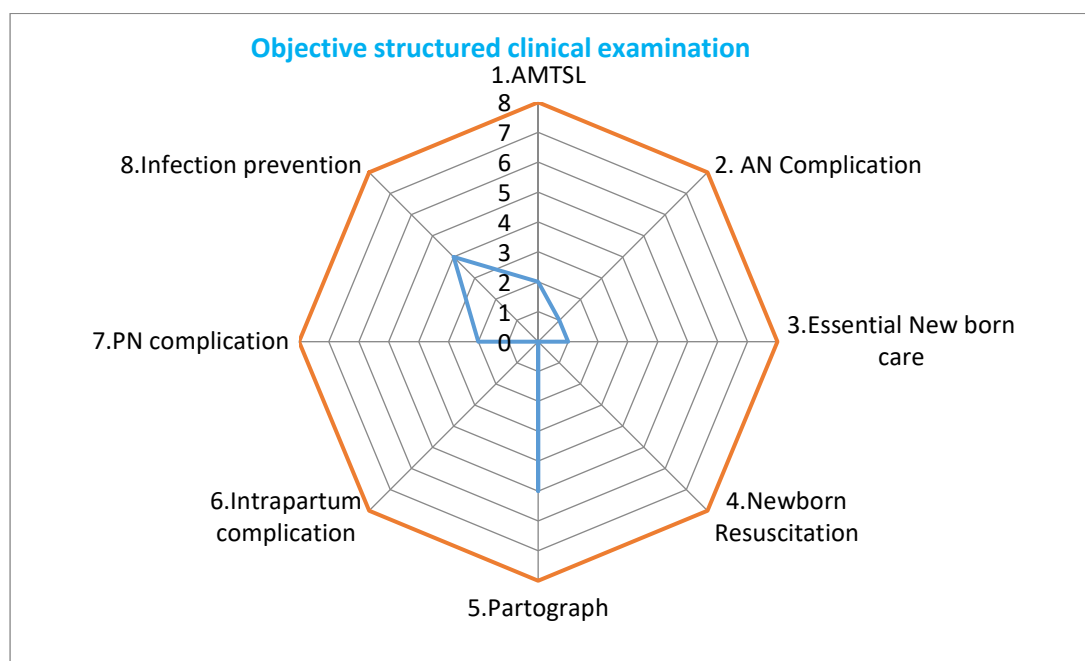 Objective structured clinical examination
1.AMTSL
8
7
6
5
4
3
2
1
0
2. AN Complication
3.Essential New born
care
4.Newborn
Resuscitation
5.Partograph
6.Intrapartum
complication
7.PN complication
8.Infection prevention